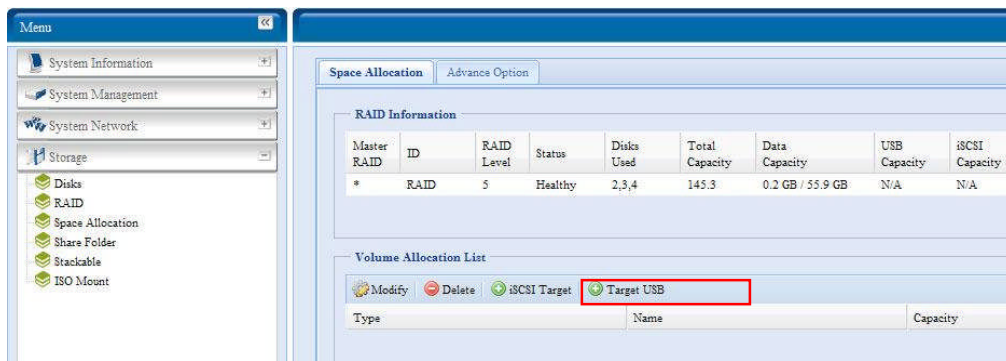 Menu
System Information
System Management
System Network
Storage
Disks
RAID
Space Allocation
Share Folder
Stackable
ISO Mount
Space Allocation Advance Option
RAID Information
Master RAID ID RAID Level Status Disks Used Total Capacity Data Capacity USB Capacity iSCSI Capacity
* RAID 5 Healthy 2,3,4 145.3 0.2 GB / 55.9 GB N/A N/A
Volume Allocation List
Modify Delete iSCSI Target Target USB
Type Name Capacity